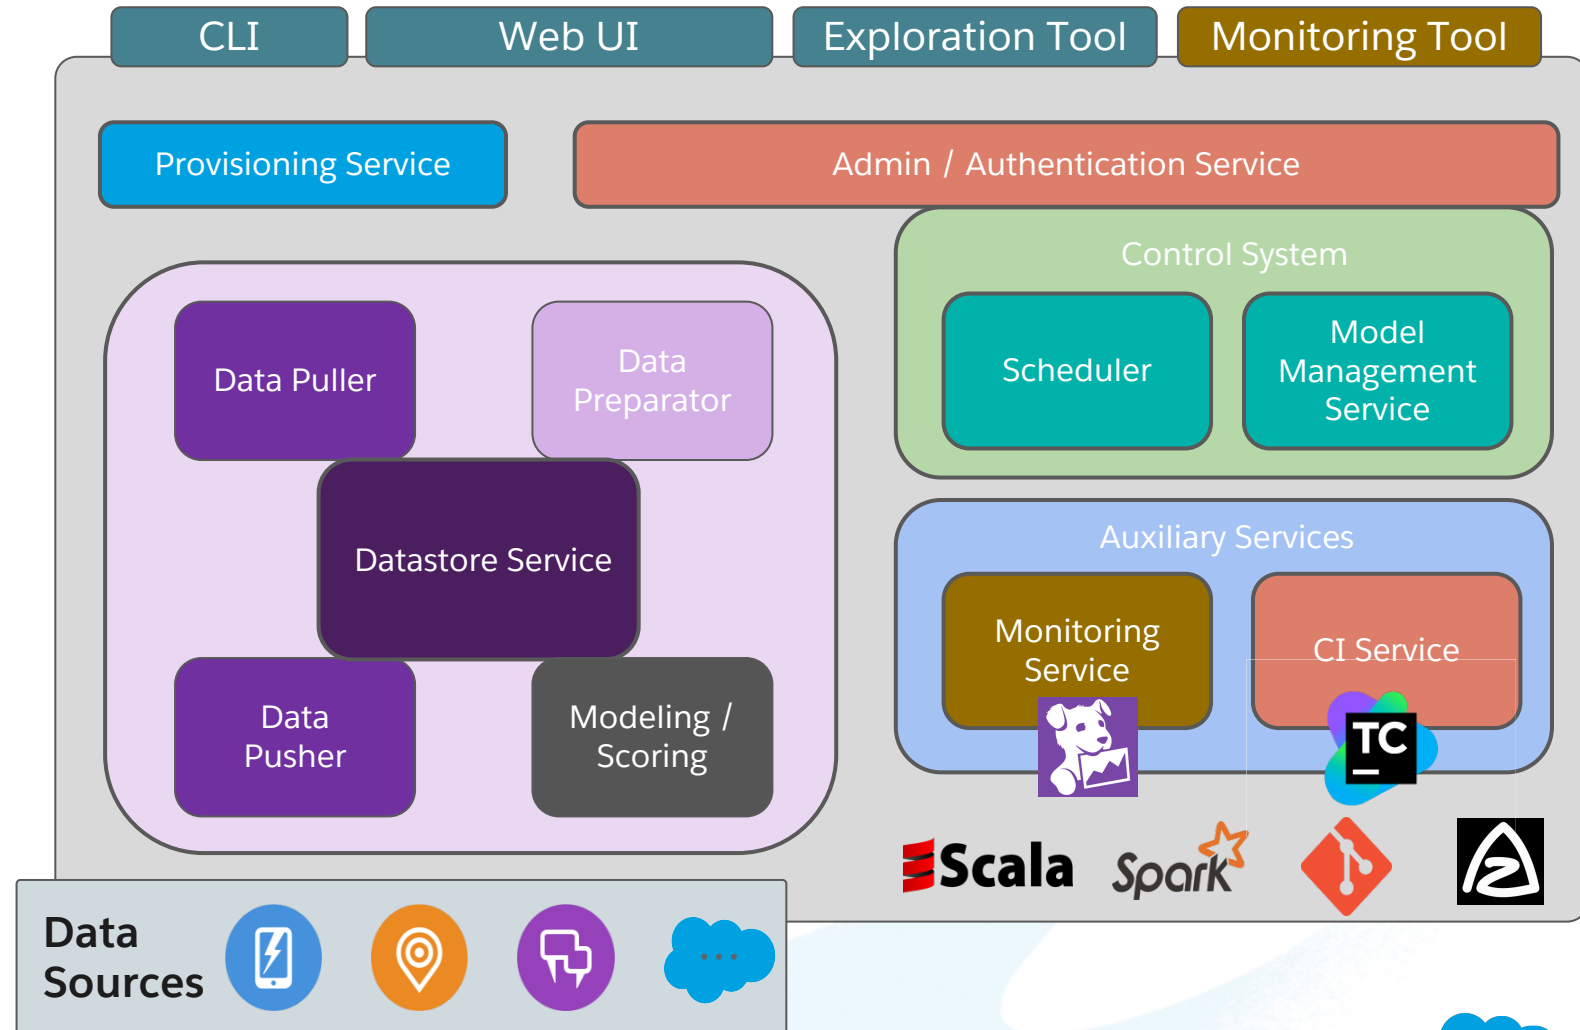 CLI
Web UI
Exploration Tool
Monitoring Tool
Provisioning Service
Admin / Authentication Service
Control System
Scheduler
Model
Management
Service
Data Puller
Data
Preparator
Datastore Service
Data
Pusher
Modeling /
Scoring
Auxiliary Services
Monitoring
Service
CI Service
TC
Scala
Spark
Data
Sources